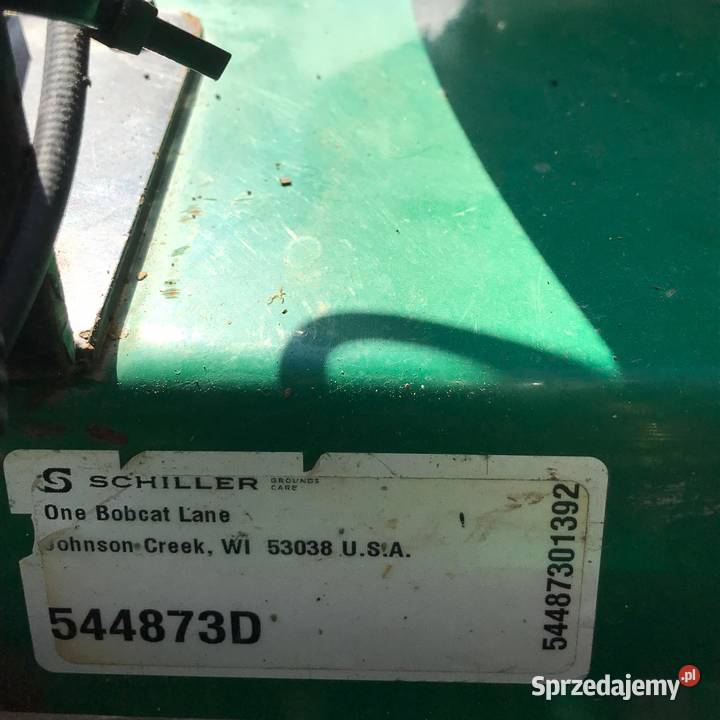 SCHILLER GROUNDS CARE
One Bobcat Lane
Johnson Creek, WI 53038 U.S.A.
544873D
54487301392
Sprzedajemy.pl